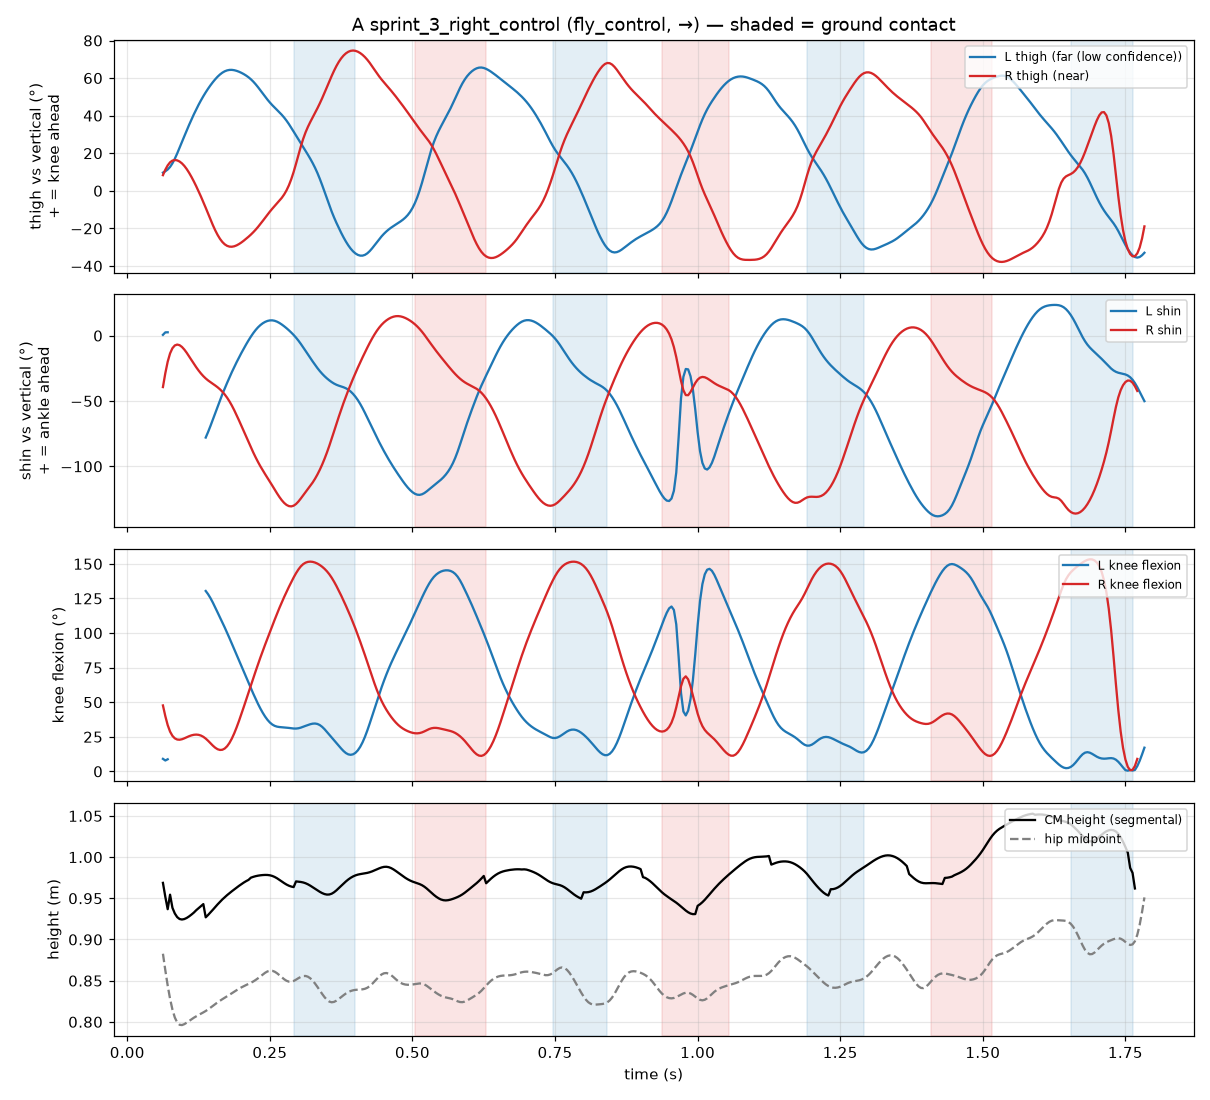 A sprint_3_right_control (fly_control, →) — shaded = ground contact
thigh vs vertical (°)
+ = knee ahead
80
60
40
20
0
−20
−40
L thigh (far (low confidence))
R thigh (near)
shin vs vertical (°)
+ = ankle ahead
0
−50
−100
L shin
R shin
knee flexion (°)
150
125
100
75
50
25
0
L knee flexion
R knee flexion
height (m)
1.05
1.00
0.95
0.90
0.85
0.80
CM height (segmental)
hip midpoint
0.00 0.25 0.50 0.75 1.00 1.25 1.50 1.75
time (s)